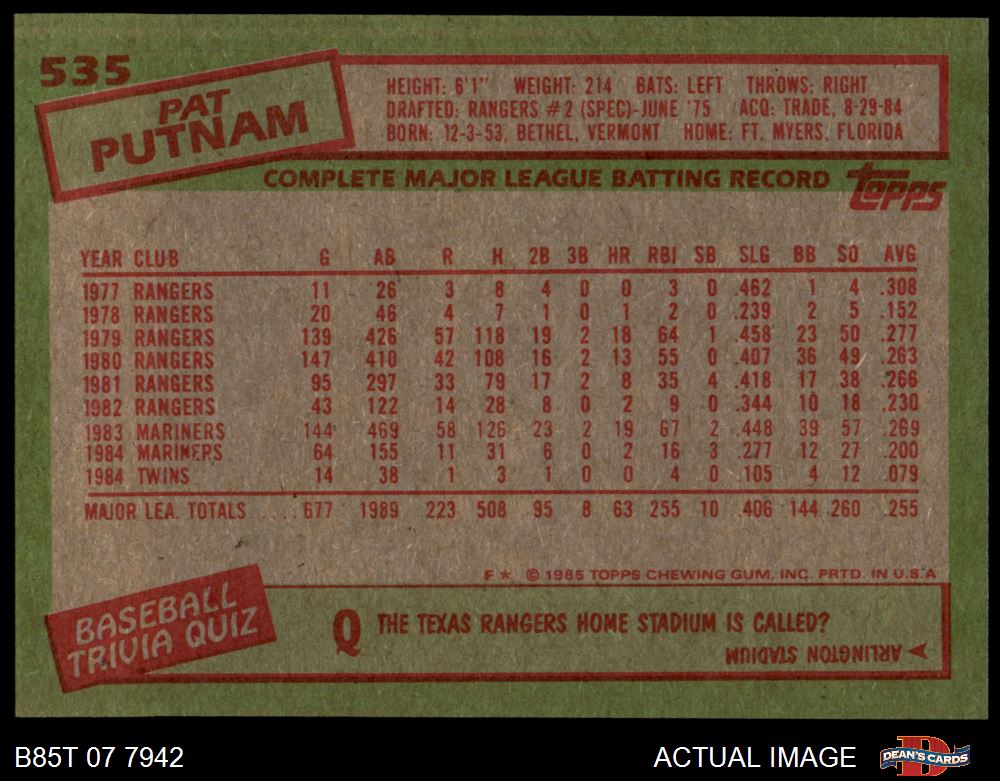 535
PAT
PUTNAM
HEIGHT: 6'1" WEIGHT: 214 BATS: LEFT THROWS: RIGHT
DRAFTED: RANGERS #2 (SPEC)-JUNE '75 ACQ: TRADE, 8-29-84
BORN: 12-3-53, BETHEL, VERMONT HOME: FT. MYERS, FLORIDA
COMPLETE MAJOR LEAGUE BATTING RECORD topps
YEAR CLUB G AB R H 2B 3B HR RBI SB SLG BB SO AVG
1977 RANGERS 11 26 3 8 4 0 0 3 0 .462 1 4 .308
1978 RANGERS 20 46 4 7 1 0 1 2 0 .239 2 5 .152
1979 RANGERS 139 426 57 118 19 2 18 64 1 .458 23 50 .277
1980 RANGERS 147 410 42 108 16 2 13 55 0 .407 36 49 .263
1981 RANGERS 95 297 33 79 17 2 8 35 4 .418 17 38 .266
1982 RANGERS 43 122 14 28 8 0 2 9 0 .344 10 18 .230
1983 MARINERS 144 469 58 126 23 2 19 67 2 .448 39 57 .269
1984 MARINERS 64 155 11 31 6 0 2 16 3 .277 12 27 .200
1984 TWINS 14 38 1 3 1 0 0 4 0 .105 4 12 .079
MAJOR LEA. TOTALS .... 677 1989 223 508 95 8 63 255 10 .406 144 260 .255
F * © 1985 TOPPS CHEWING GUM, INC. PRTD. IN U.S.A
BASEBALL
TRIVIA QUIZ
Q THE TEXAS RANGERS HOME STADIUM IS CALLED?
ARLINGTON STADIUM
B85T 07 7942 ACTUAL IMAGE DEAN'S CARDS